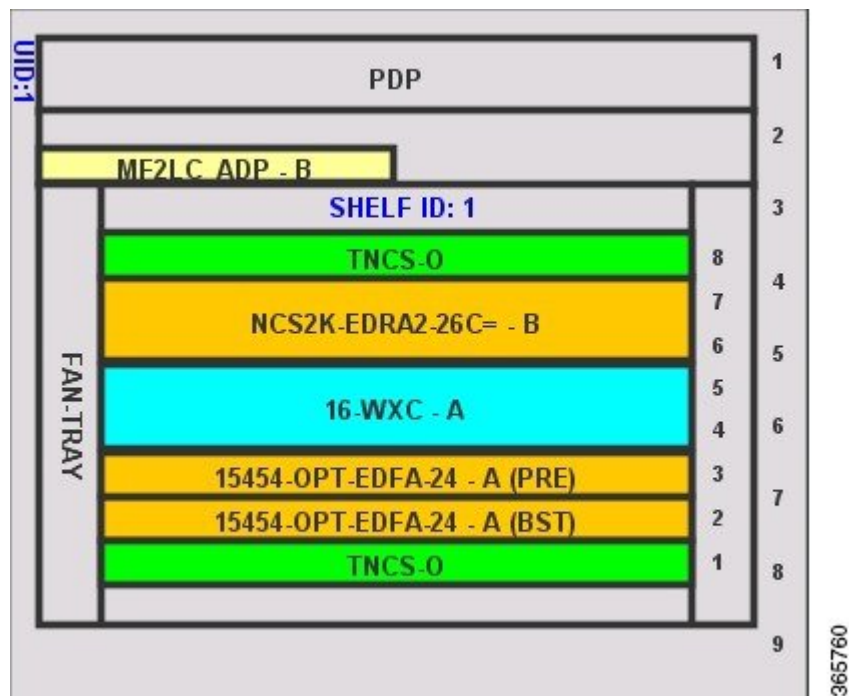 UID:1
PDP
1
2
MF2LC ADP - B
SHELF ID: 1
3
TNCS-O
8
4
NCS2K-EDRA2-26C= - B
7
6
5
FAN-TRAY
16-WXC - A
5
4
6
15454-OPT-EDFA-24 - A (PRE)
3
7
15454-OPT-EDFA-24 - A (BST)
2
TNCS-O
1
8
9
365760